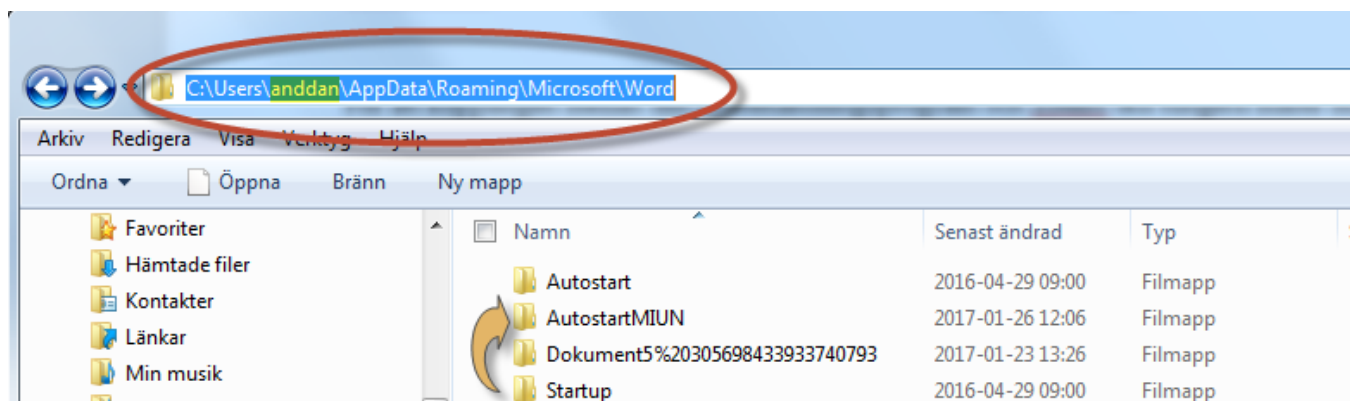 C:\Users\anddan\AppData\Roaming\Microsoft\Word
Arkiv Redigera Visa Verktyg Hjälp
Ordna Öppna Bränn Ny mapp
Favoriter
Hämtade filer
Kontakter
Länkar
Min musik
Namn Senast ändrad Typ
Autostart 2016-04-29 09:00 Filmapp
AutostartMIUN 2017-01-26 12:06 Filmapp
Dokument5%20305698433933740793 2017-01-23 13:26 Filmapp
Startup 2016-04-29 09:00 Filmapp